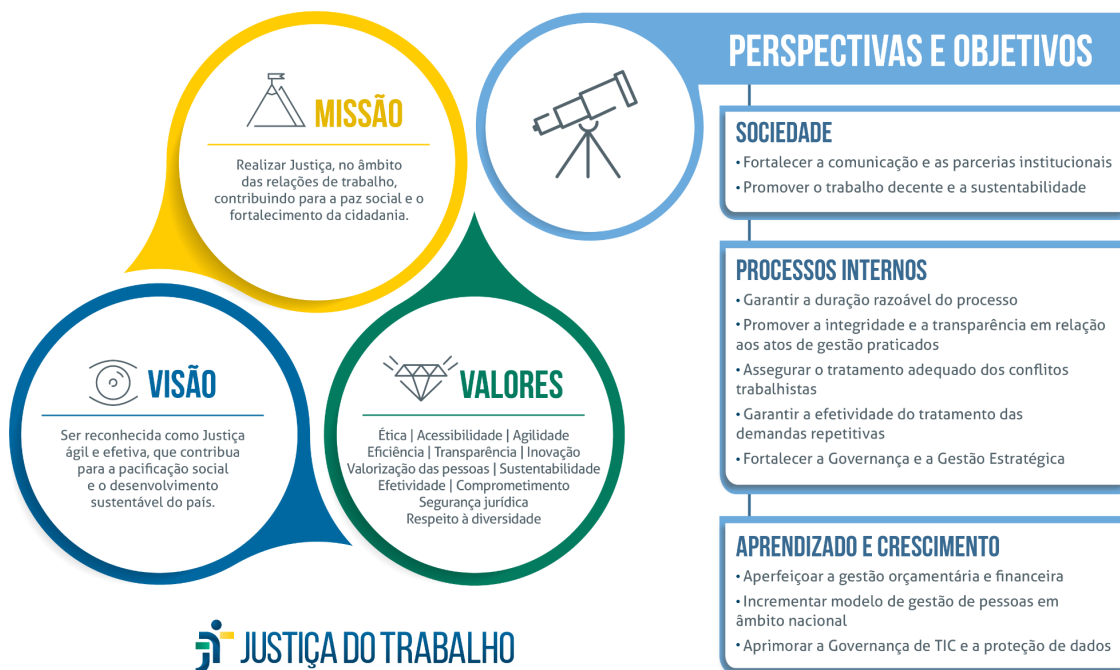 MISSÃO
Realizar Justiça, no âmbito
das relações de trabalho,
contribuindo para a paz social e o
fortalecimento da cidadania.
VISÃO
Ser reconhecida como Justiça
ágil e efetiva, que contribua
para a pacificação social
e o desenvolvimento
sustentável do país.
VALORES
Ética | Acessibilidade | Agilidade
Eficiência | Transparência | Inovação
Valorização das pessoas | Sustentabilidade
Efetividade | Comprometimento
Segurança jurídica
Respeito à diversidade
JUSTIÇA DO TRABALHO
PERSPECTIVAS E OBJETIVOS
SOCIEDADE
• Fortalecer a comunicação e as parcerias institucionais
• Promover o trabalho decente e a sustentabilidade
PROCESSOS INTERNOS
• Garantir a duração razoável do processo
• Promover a integridade e a transparência em relação
aos atos de gestão praticados
• Assegurar o tratamento adequado dos conflitos
trabalhistas
• Garantir a efetividade do tratamento das
demandas repetitivas
• Fortalecer a Governança e a Gestão Estratégica
APRENDIZADO E CRESCIMENTO
• Aperfeiçoar a gestão orçamentária e financeira
• Incrementar modelo de gestão de pessoas em
âmbito nacional
• Aprimorar a Governança de TIC e a proteção de dados